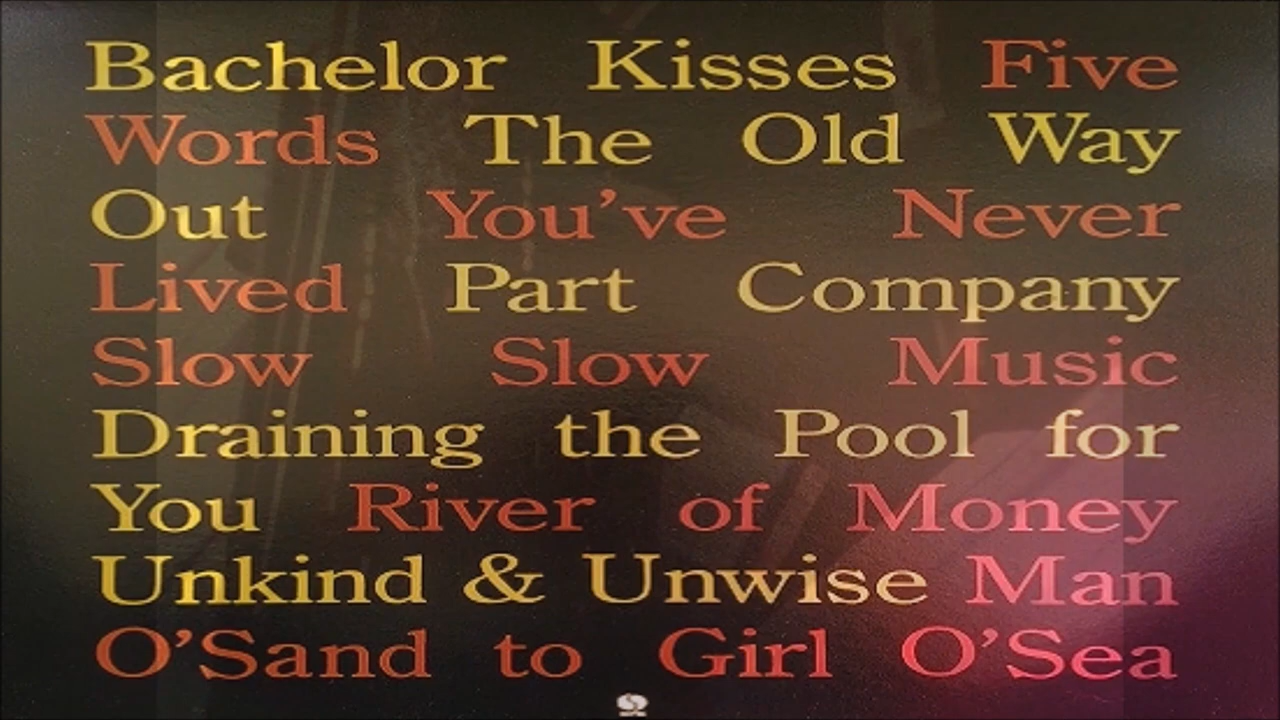 Bachelor Kisses Five
Words The Old Way
Out You've Never
Lived Part Company
Slow Slow Music
Draining the Pool for
You River of Money
Unkind & Unwise Man
O'Sand to Girl O'Sea